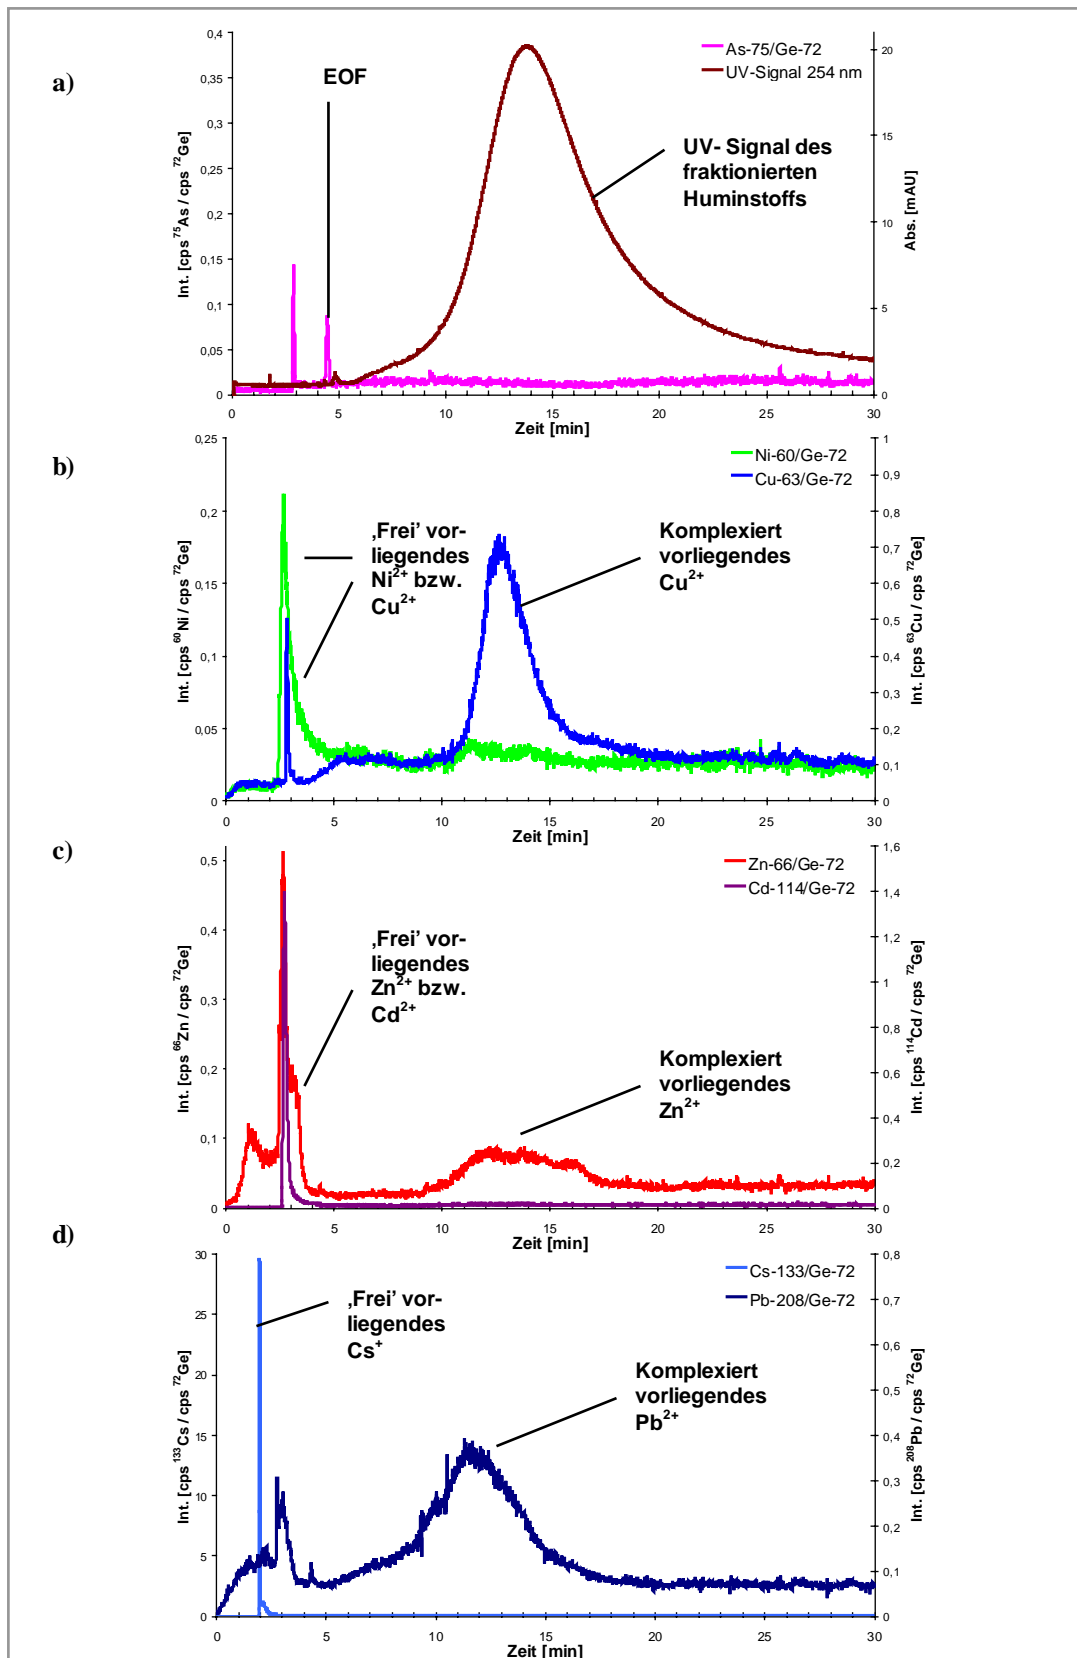 a)
0,4
0,35
0,3
0,25
0,2
0,15
0,1
0,05
0
Int. [cps ⁷⁵As / cps ⁷²Ge]
EOF
As-75/Ge-72
UV-Signal 254 nm
UV- Signal des
fraktionierten
Huminstoffs
20
15
10
5
0
Abs. [mAU]
0 5 10 15 20 25 30
Zeit [min]
b)
0,25
0,2
0,15
0,1
0,05
0
Int. [cps ⁶⁰Ni / cps ⁷²Ge]
Ni-60/Ge-72
Cu-63/Ge-72
‚Frei’ vor-
liegendes
Ni²⁺ bzw.
Cu²⁺
Komplexiert
vorliegendes
Cu²⁺
1
0,9
0,8
0,7
0,6
0,5
0,4
0,3
0,2
0,1
0
Int. [cps ⁶³Cu / cps ⁷²Ge]
0 5 10 15 20 25 30
Zeit [min]
c)
0,5
0,4
0,3
0,2
0,1
0
Int. [cps ⁶⁶Zn / cps ⁷²Ge]
Zn-66/Ge-72
Cd-114/Ge-72
‚Frei’ vor-
liegendes
Zn²⁺ bzw.
Cd²⁺
Komplexiert
vorliegendes
Zn²⁺
1,6
1,4
1,2
1
0,8
0,6
0,4
0,2
0
Int. [cps ¹¹⁴Cd / cps ⁷²Ge]
0 5 10 15 20 25 30
Zeit [min]
d)
30
25
20
15
10
5
0
Int. [cps ¹³³Cs / cps ⁷²Ge]
Cs-133/Ge-72
Pb-208/Ge-72
‚Frei’ vor-
liegendes
Cs⁺
Komplexiert
vorliegendes
Pb²⁺
0,8
0,7
0,6
0,5
0,4
0,3
0,2
0,1
0
Int. [cps ²⁰⁸Pb / cps ⁷²Ge]
0 5 10 15 20 25 30
Zeit [min]